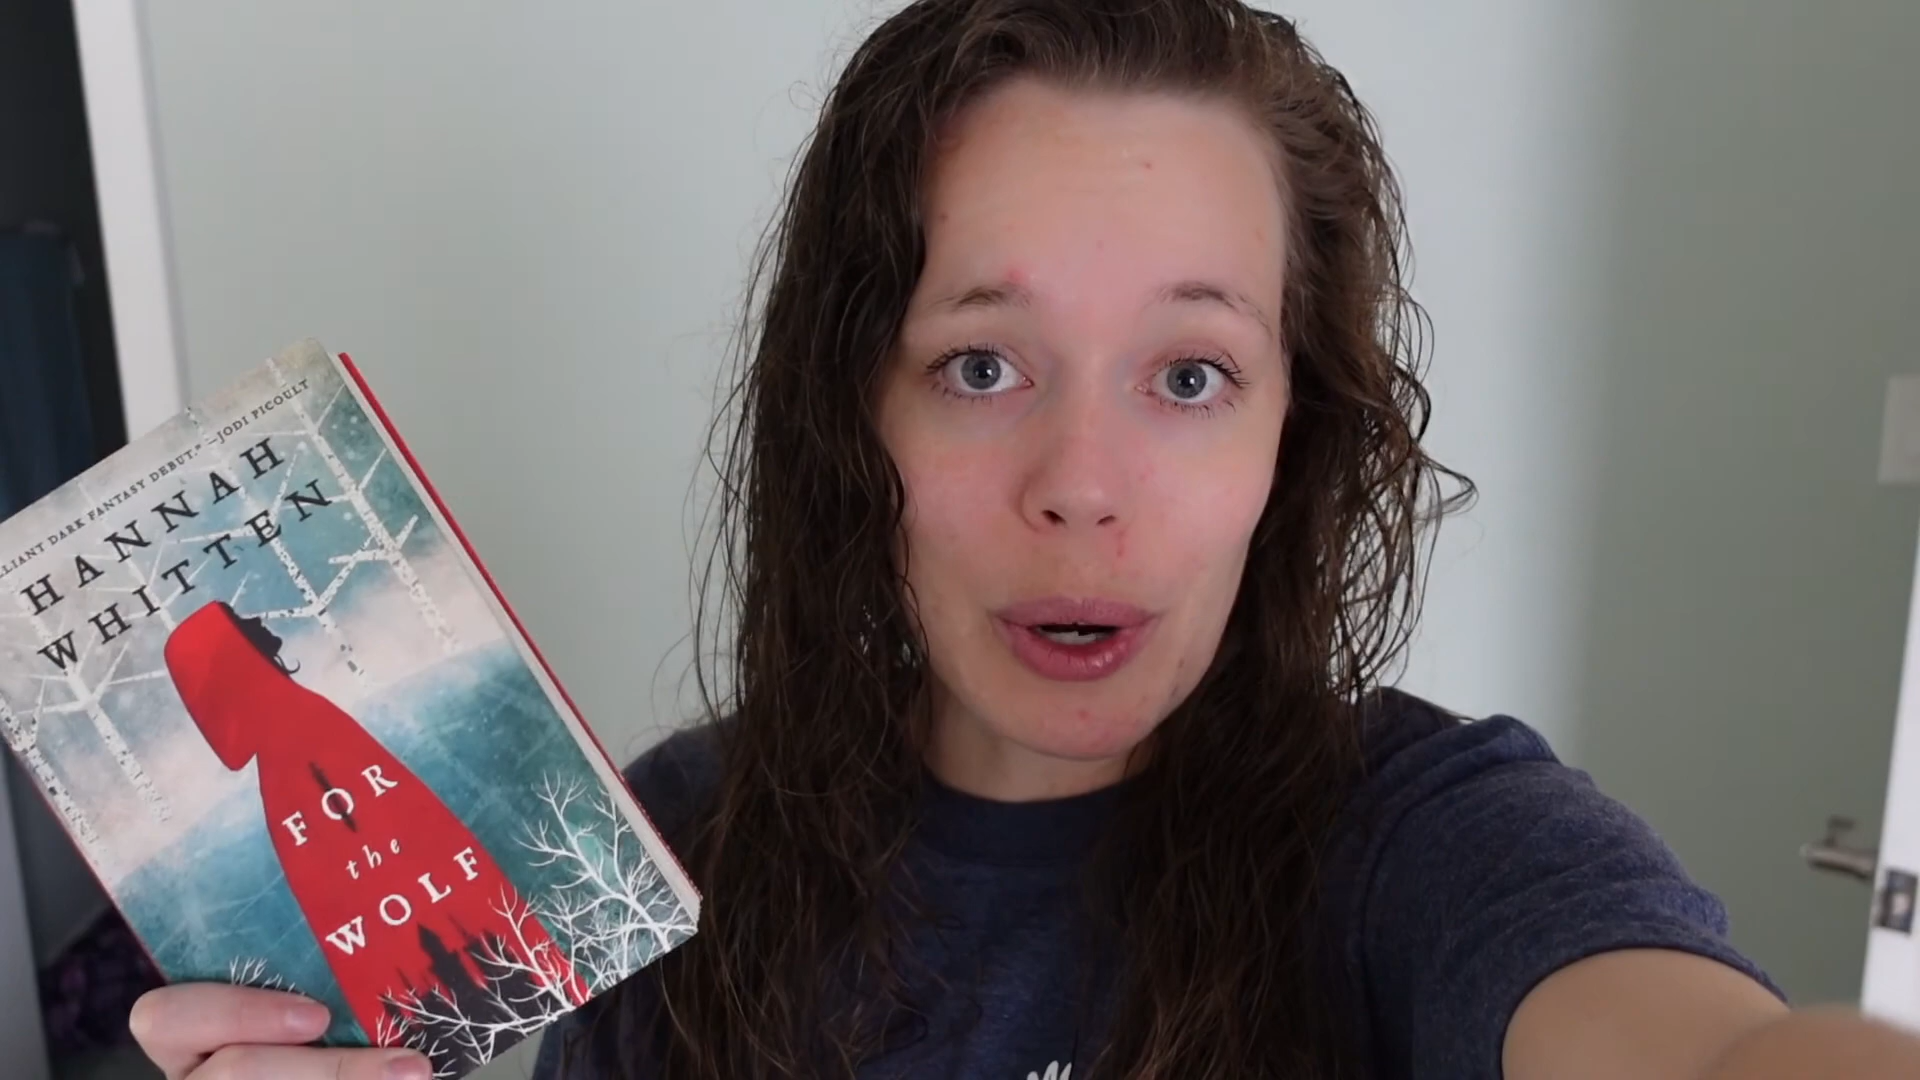 LIANT DARK FANTASY DEBUT." —JODI PICOULT
HANNAH
WHITTEN
FOR
the
WOLF